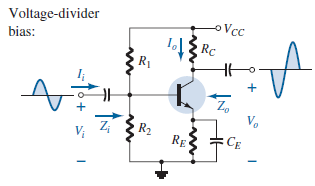 Voltage-divider
bias:
VCC
Io
RC
R1
Ii
+
Zo
+
Vi
Zi
R2
Vo
RE
CE
−
−